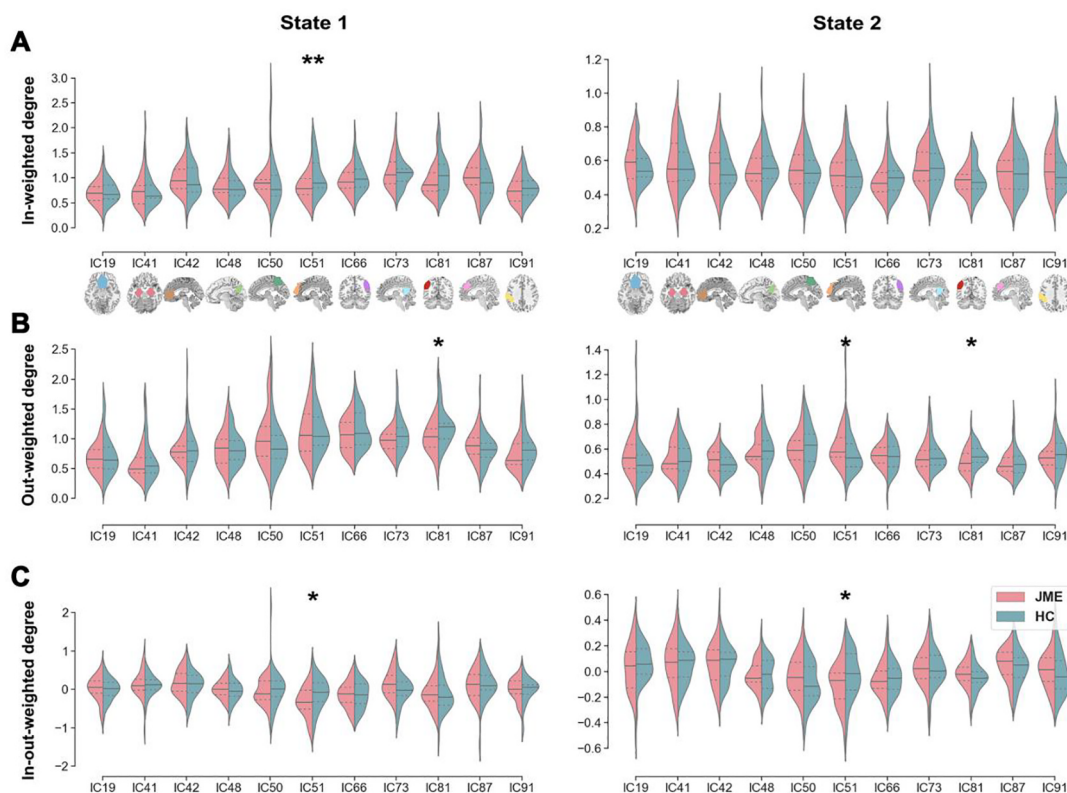 State 1
State 2
A
In-weighted degree
**
3.0
2.5
2.0
1.5
1.0
0.5
0.0
IC19 IC41 IC42 IC48 IC50 IC51 IC66 IC73 IC81 IC87 IC91
1.2
1.0
0.8
0.6
0.4
0.2
IC19 IC41 IC42 IC48 IC50 IC51 IC66 IC73 IC81 IC87 IC91
B
Out-weighted degree
*
2.5
2.0
1.5
1.0
0.5
0.0
IC19 IC41 IC42 IC48 IC50 IC51 IC66 IC73 IC81 IC87 IC91
* *
1.4
1.2
1.0
0.8
0.6
0.4
0.2
IC19 IC41 IC42 IC48 IC50 IC51 IC66 IC73 IC81 IC87 IC91
C
In-out-weighted degree
*
2
1
0
−1
−2
IC19 IC41 IC42 IC48 IC50 IC51 IC66 IC73 IC81 IC87 IC91
*
0.6
0.4
0.2
0.0
−0.2
−0.4
−0.6
JME
HC
IC19 IC41 IC42 IC48 IC50 IC51 IC66 IC73 IC81 IC87 IC91